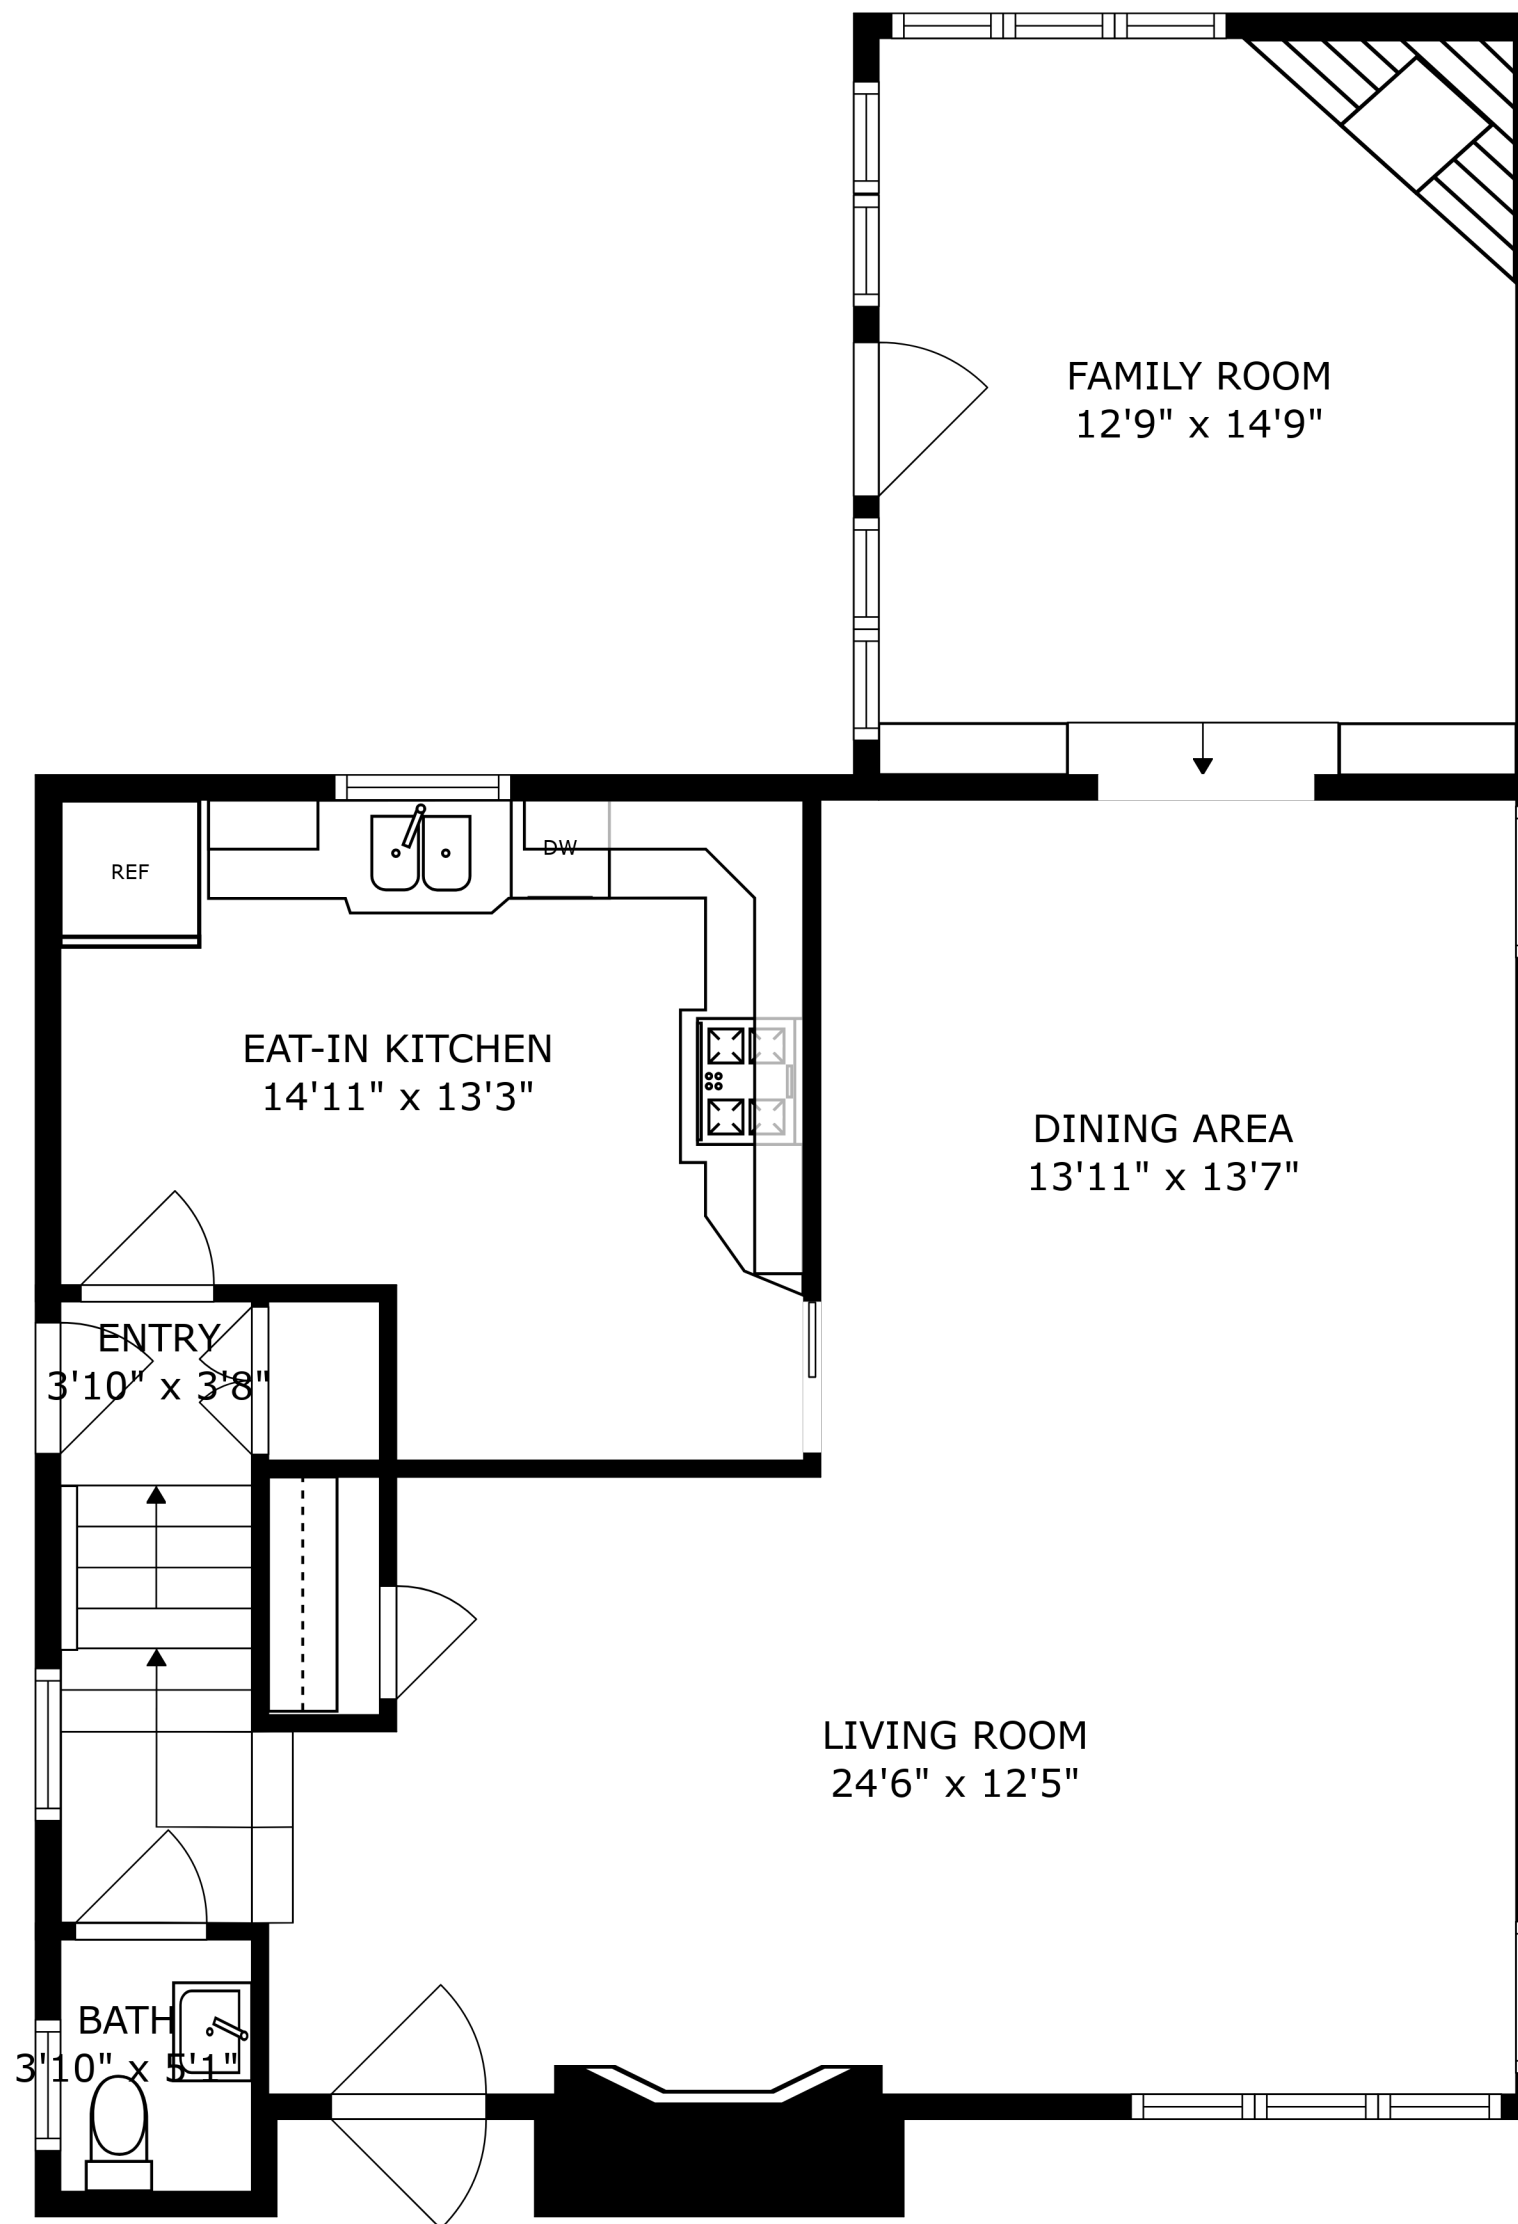 FAMILY ROOM
12'9" x 14'9"
REF
DW
EAT-IN KITCHEN
14'11" x 13'3"
DINING AREA
13'11" x 13'7"
ENTRY
3'10" x 3'8"
LIVING ROOM
24'6" x 12'5"
BATH
3'10" x 5'1"